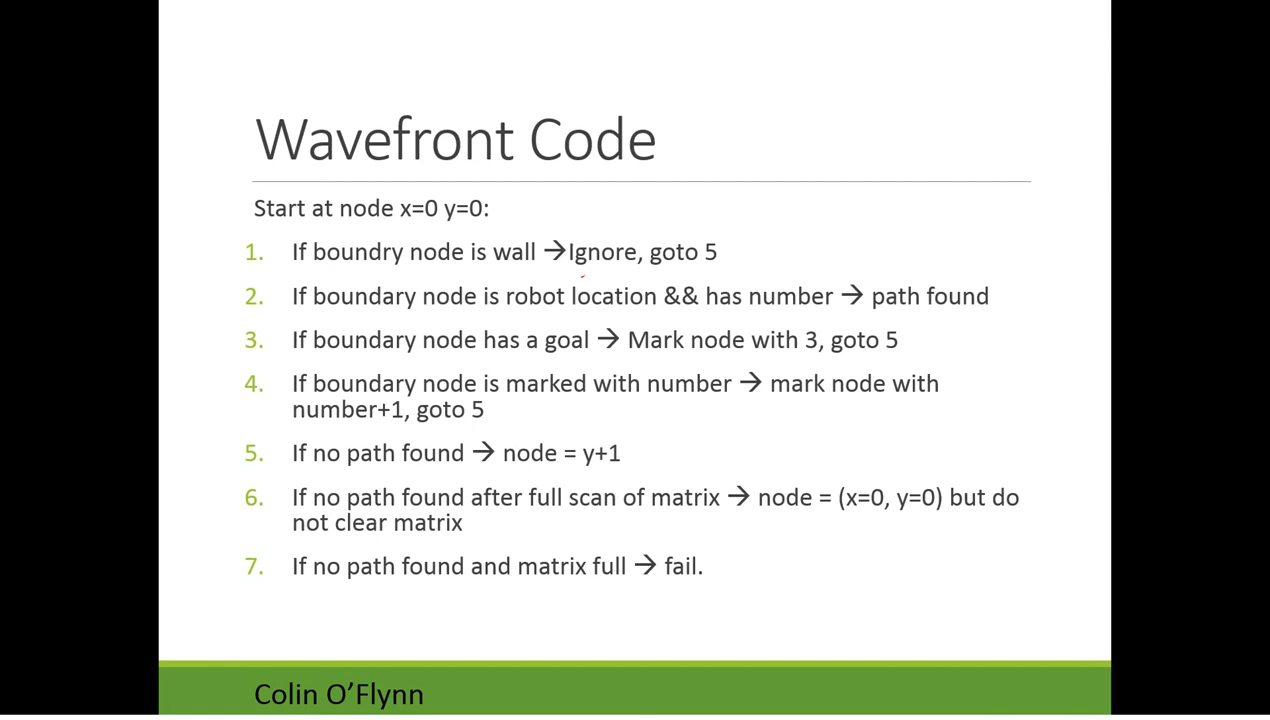 Wavefront Code
Start at node x=0 y=0:
1. If boundry node is wall →Ignore, goto 5
2. If boundary node is robot location && has number → path found
3. If boundary node has a goal → Mark node with 3, goto 5
4. If boundary node is marked with number → mark node with
number+1, goto 5
5. If no path found → node = y+1
6. If no path found after full scan of matrix → node = (x=0, y=0) but do
not clear matrix
7. If no path found and matrix full → fail.
Colin O’Flynn